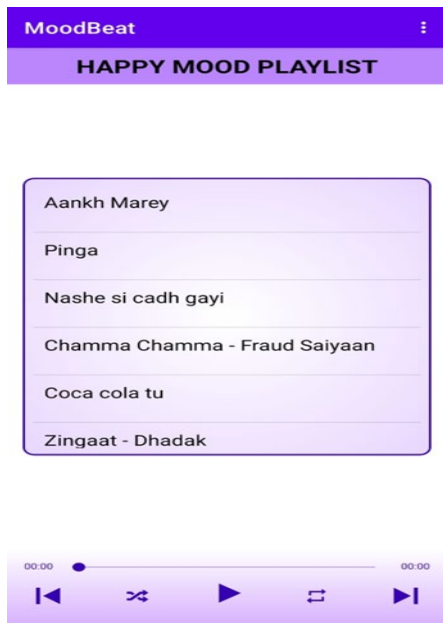 MoodBeat
HAPPY MOOD PLAYLIST
Aankh Marey
Pinga
Nashe si cadh gayi
Chamma Chamma - Fraud Saiyaan
Coca cola tu
Zingaat - Dhadak
00:00 00:00